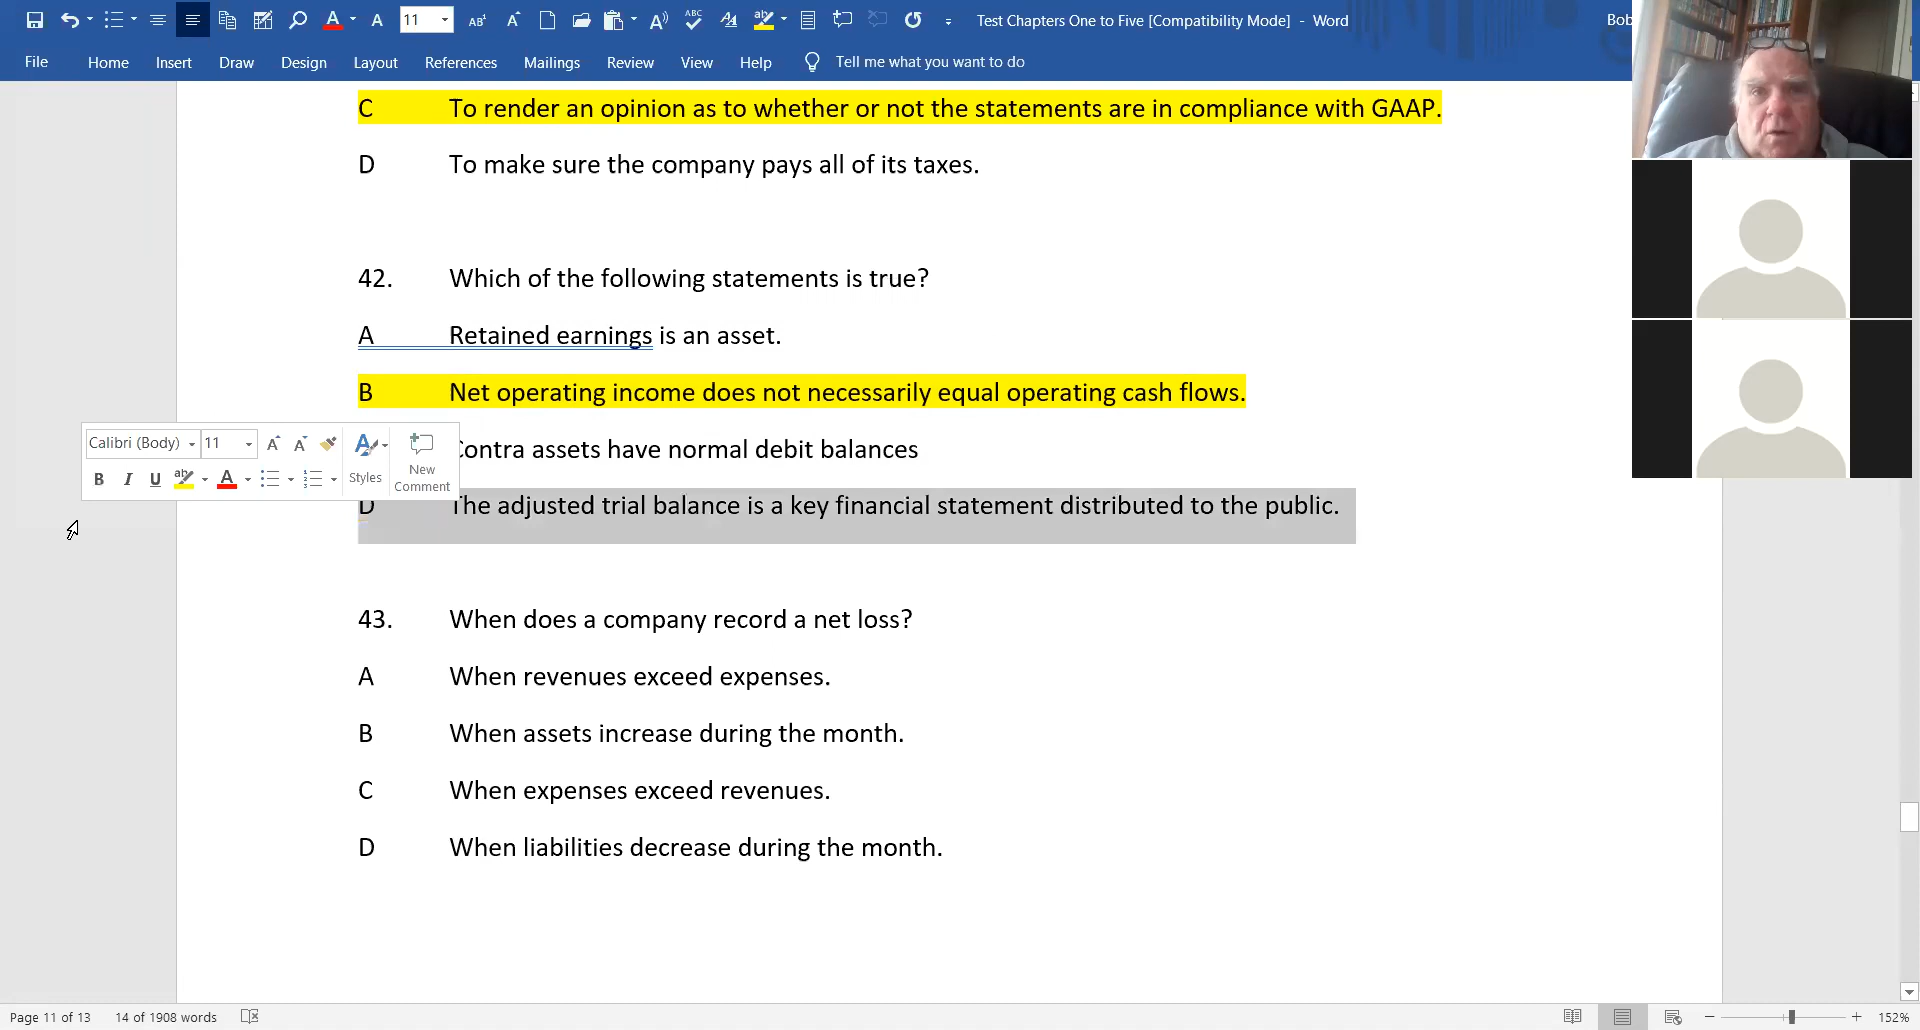 11
Test Chapters One to Five [Compatibility Mode] - Word
Bob
File Home Insert Draw Design Layout References Mailings Review View Help Tell me what you want to do
C To render an opinion as to whether or not the statements are in compliance with GAAP.
D To make sure the company pays all of its taxes.
42. Which of the following statements is true?
A Retained earnings is an asset.
B Net operating income does not necessarily equal operating cash flows.
Contra assets have normal debit balances
D The adjusted trial balance is a key financial statement distributed to the public.
Calibri (Body) 11
B I U Styles New Comment
43. When does a company record a net loss?
A When revenues exceed expenses.
B When assets increase during the month.
C When expenses exceed revenues.
D When liabilities decrease during the month.
Page 11 of 13 14 of 1908 words 152%